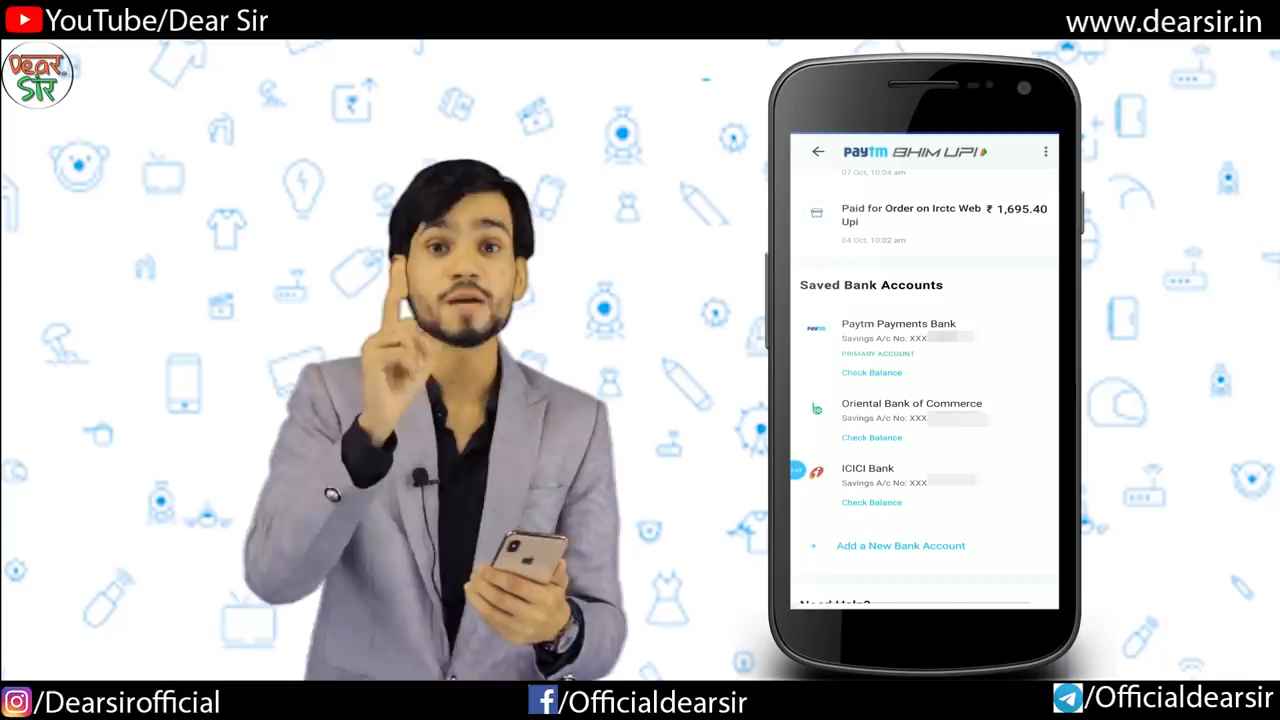 YouTube/Dear Sir
www.dearsir.in
Dear
Sir
Paytm BHIM UPI
07 Oct, 10:04 am
Paid for Order on Irctc Web ₹ 1,695.40
Upi
04 Oct, 10:02 am
Saved Bank Accounts
Paytm
Paytm Payments Bank
Savings A/c No: XXX
PRIMARY ACCOUNT
Check Balance
Oriental Bank of Commerce
Savings A/c No: XXX
Check Balance
ICICI Bank
Savings A/c No: XXX
Check Balance
+ Add a New Bank Account
Need Help?
/Dearsirofficial
/Officialdearsir
/Officialdearsir